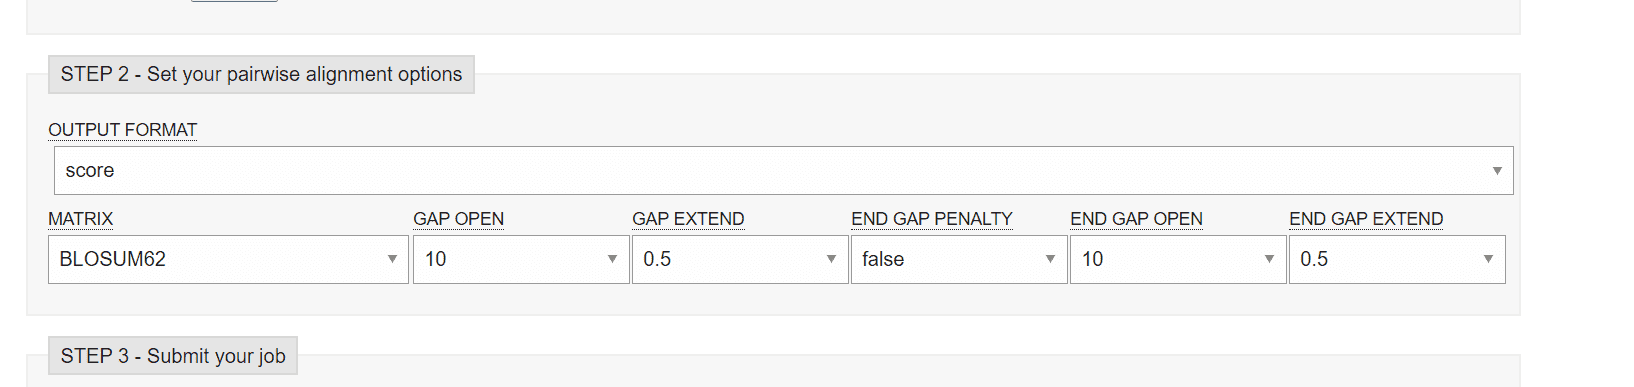 STEP 2 - Set your pairwise alignment options
OUTPUT FORMAT
score
MATRIX GAP OPEN GAP EXTEND END GAP PENALTY END GAP OPEN END GAP EXTEND
BLOSUM62 10 0.5 false 10 0.5
STEP 3 - Submit your job